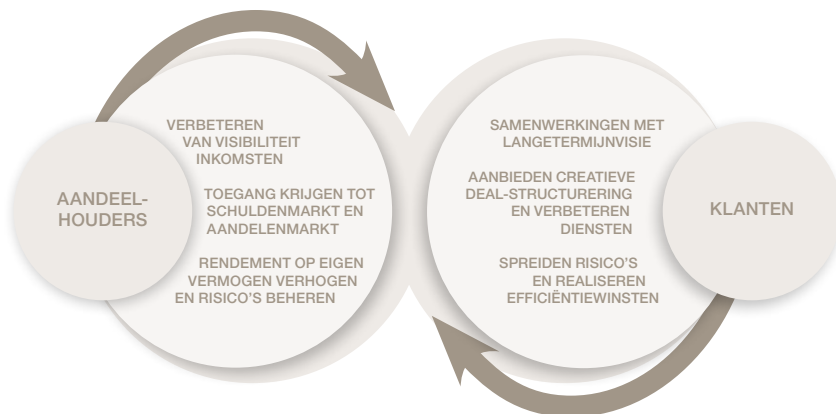 AANDEEL-
HOUDERS
VERBETEREN
VAN VISIBILITEIT
INKOMSTEN
TOEGANG KRIJGEN TOT
SCHULDENMARKT EN
AANDELENMARKT
RENDEMENT OP EIGEN
VERMOGEN VERHOGEN
EN RISICO'S BEHEREN
SAMENWERKINGEN MET
LANGETERMIJNVISIE
AANBIEDEN CREATIEVE
DEAL-STRUCTURERING
EN VERBETEREN
DIENSTEN
SPREIDEN RISICO'S
EN REALISEREN
EFFICIËNTIEWINSTEN
KLANTEN